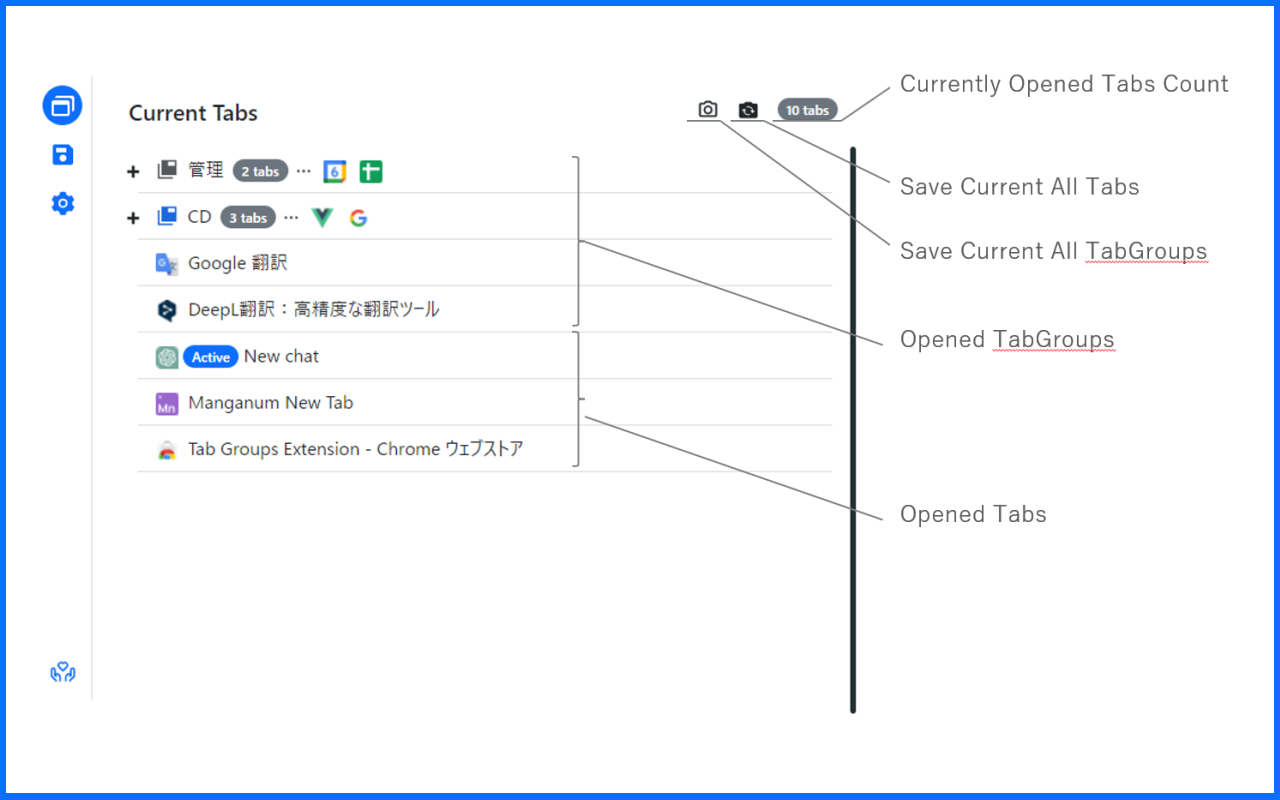 Currently Opened Tabs Count
Current Tabs
10 tabs
管理 2 tabs ... 6
Save Current All Tabs
CD 3 tabs ... G
Save Current All TabGroups
G Google 翻訳
DeepL翻訳：高精度な翻訳ツール
Opened TabGroups
Active New chat
Mn Manganum New Tab
Tab Groups Extension - Chrome ウェブストア
Opened Tabs